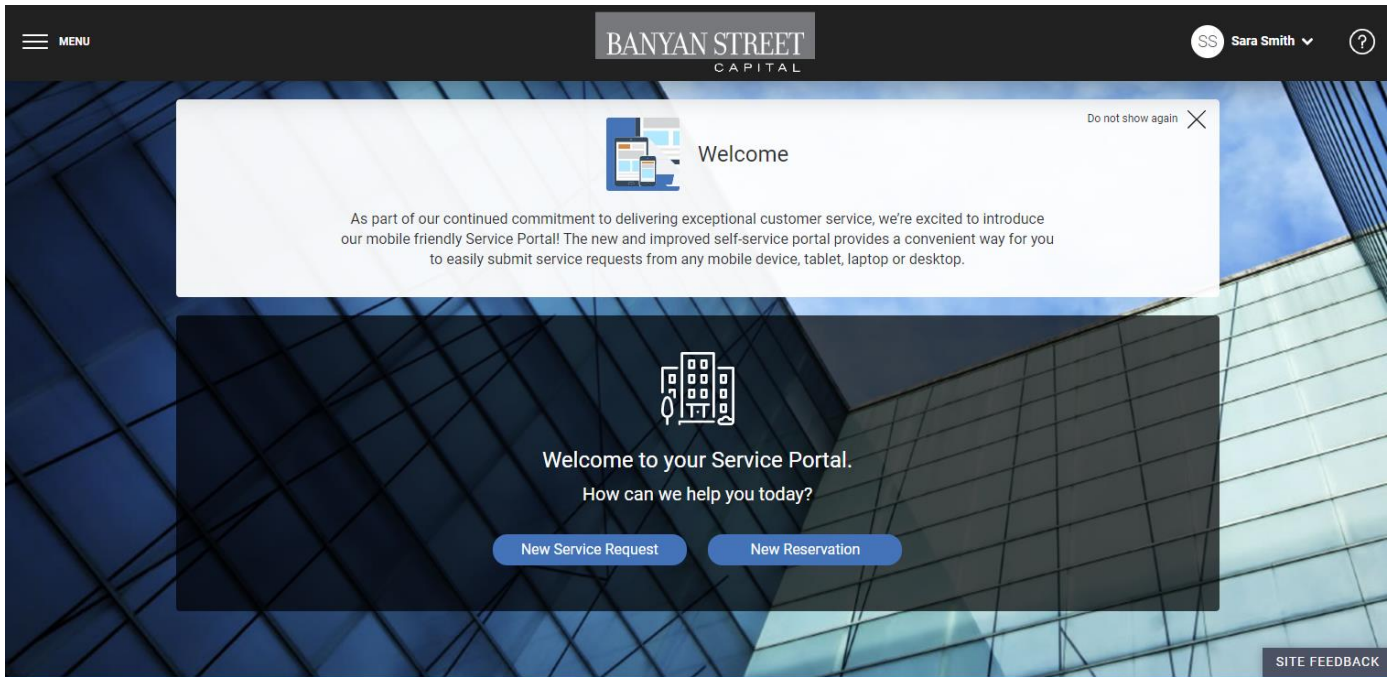 MENU
BANYAN STREET
CAPITAL
SS Sara Smith
?
Do not show again
Welcome
As part of our continued commitment to delivering exceptional customer service, we're excited to introduce
our mobile friendly Service Portal! The new and improved self-service portal provides a convenient way for you
to easily submit service requests from any mobile device, tablet, laptop or desktop.
Welcome to your Service Portal.
How can we help you today?
New Service Request
New Reservation
SITE FEEDBACK